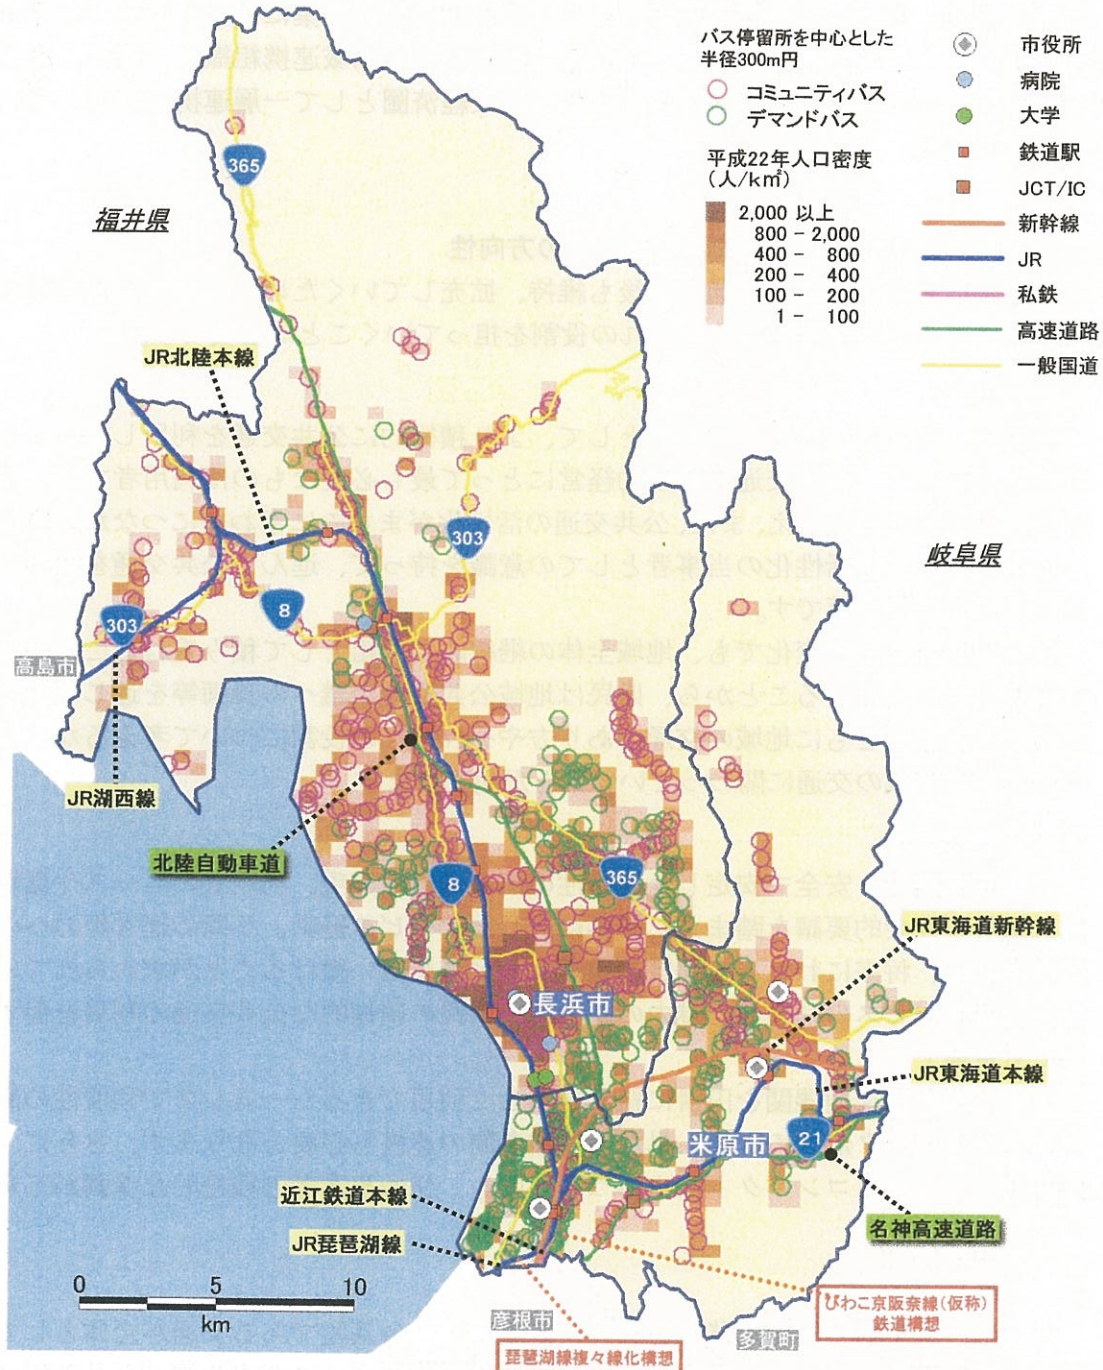 バス停留所を中心とした
半径300m円
コミュニティバス
デマンドバス
平成22年人口密度
(人/k㎡)
2,000 以上
800 - 2,000
400 - 800
200 - 400
100 - 200
1 - 100
市役所
病院
大学
鉄道駅
JCT/IC
新幹線
JR
私鉄
高速道路
一般国道
365
福井県
JR北陸本線
303
岐阜県
8
303
高島市
JR湖西線
北陸自動車道
8
365
JR東海道新幹線
長浜市
JR東海道本線
米原市
21
近江鉄道本線
JR琵琶湖線
名神高速道路
0 5 10
km
彦根市
多賀町
びわこ京阪奈線(仮称)
鉄道構想
琵琶湖線複々線化構想